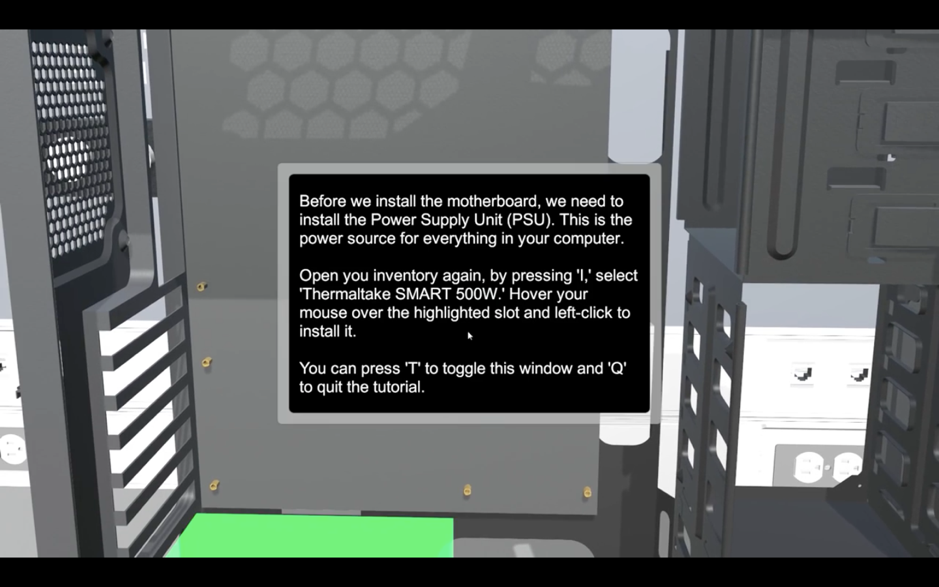 Before we install the motherboard, we need to
install the Power Supply Unit (PSU). This is the
power source for everything in your computer.
Open you inventory again, by pressing 'I,' select
'Thermaltake SMART 500W.' Hover your
mouse over the highlighted slot and left-click to
install it.
You can press 'T' to toggle this window and 'Q'
to quit the tutorial.